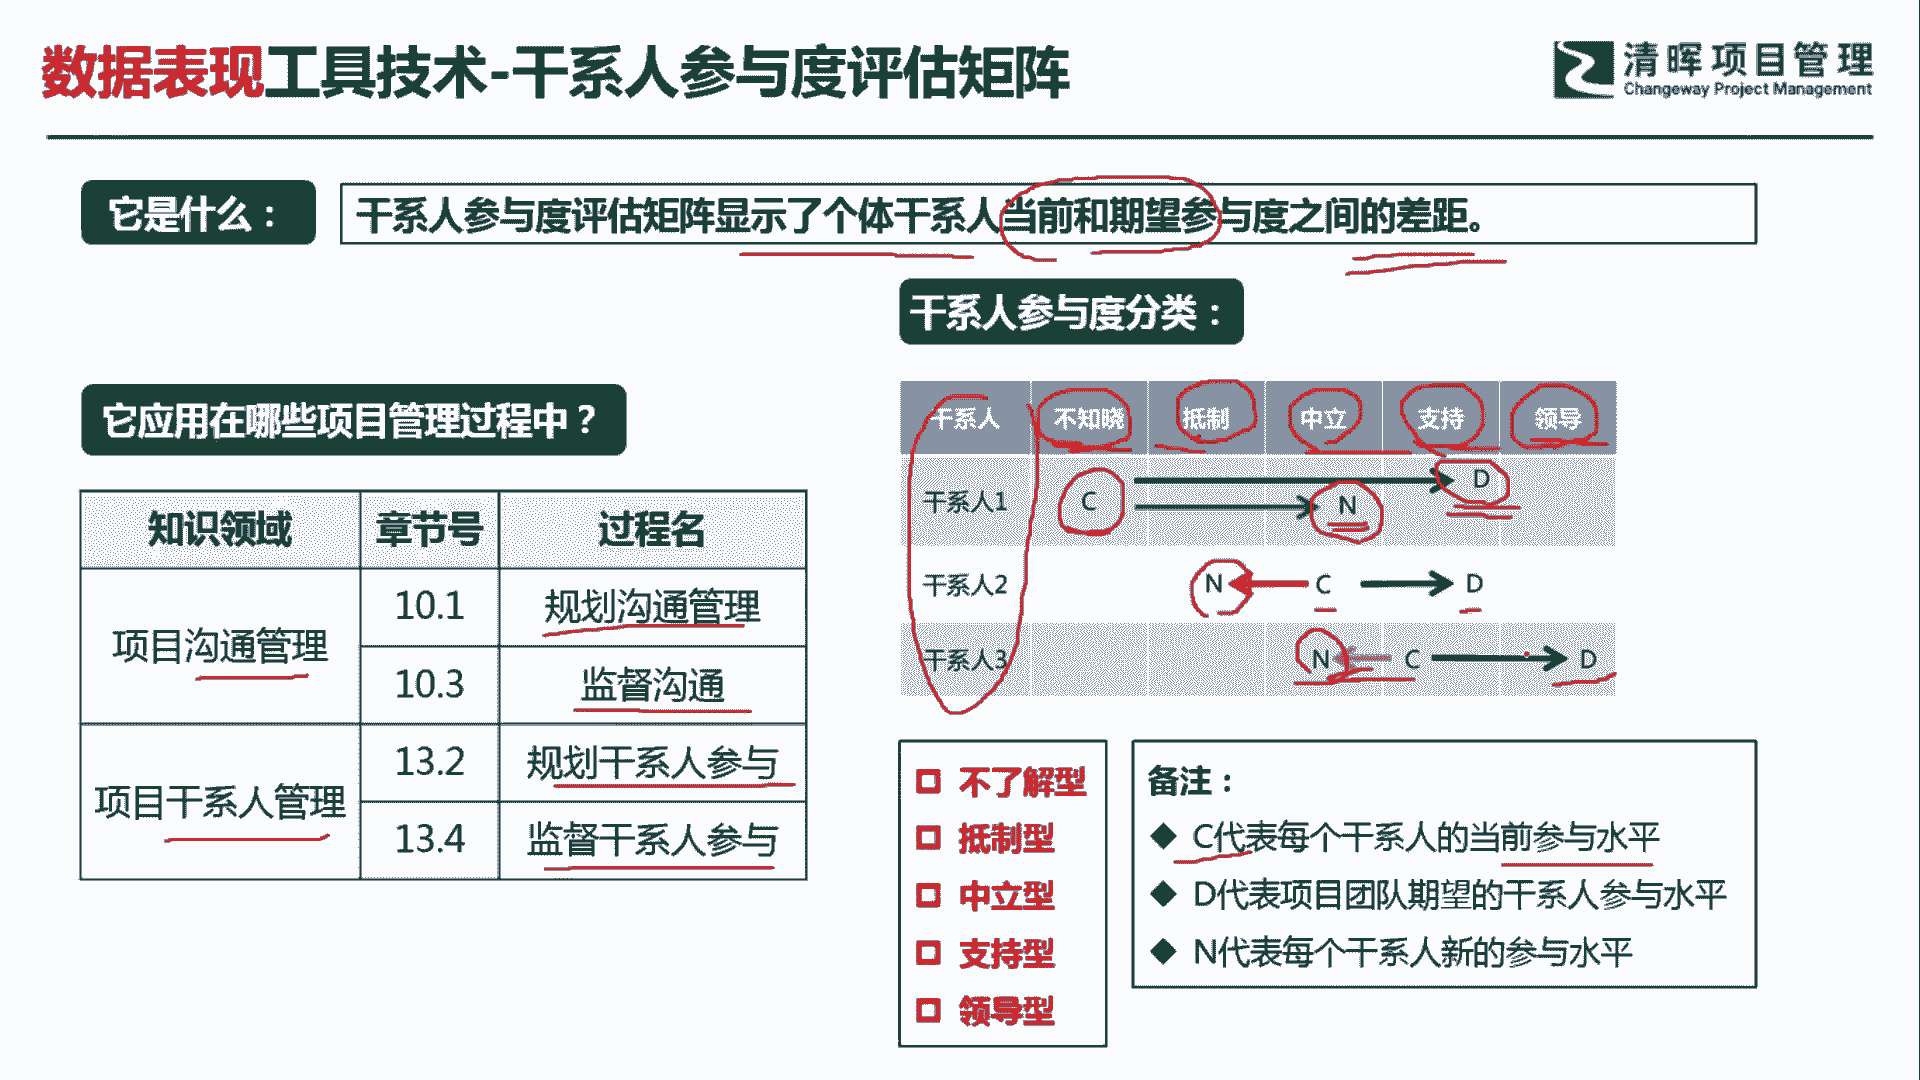 数据表现工具技术-干系人参与度评估矩阵
清晖项目管理
Changeway Project Management
它是什么：
干系人参与度评估矩阵显示了个体干系人当前和期望参与度之间的差距。
干系人参与度分类：
它应用在哪些项目管理过程中？
知识领域 章节号 过程名
项目沟通管理 10.1 规划沟通管理
10.3 监督沟通
项目干系人管理 13.2 规划干系人参与
13.4 监督干系人参与
干系人 不知晓 抵制 中立 支持 领导
干系人1 C N D
干系人2 N C D
干系人3 N C D
不了解型
抵制型
中立型
支持型
领导型
备注：
C代表每个干系人的当前参与水平
D代表项目团队期望的干系人参与水平
N代表每个干系人新的参与水平